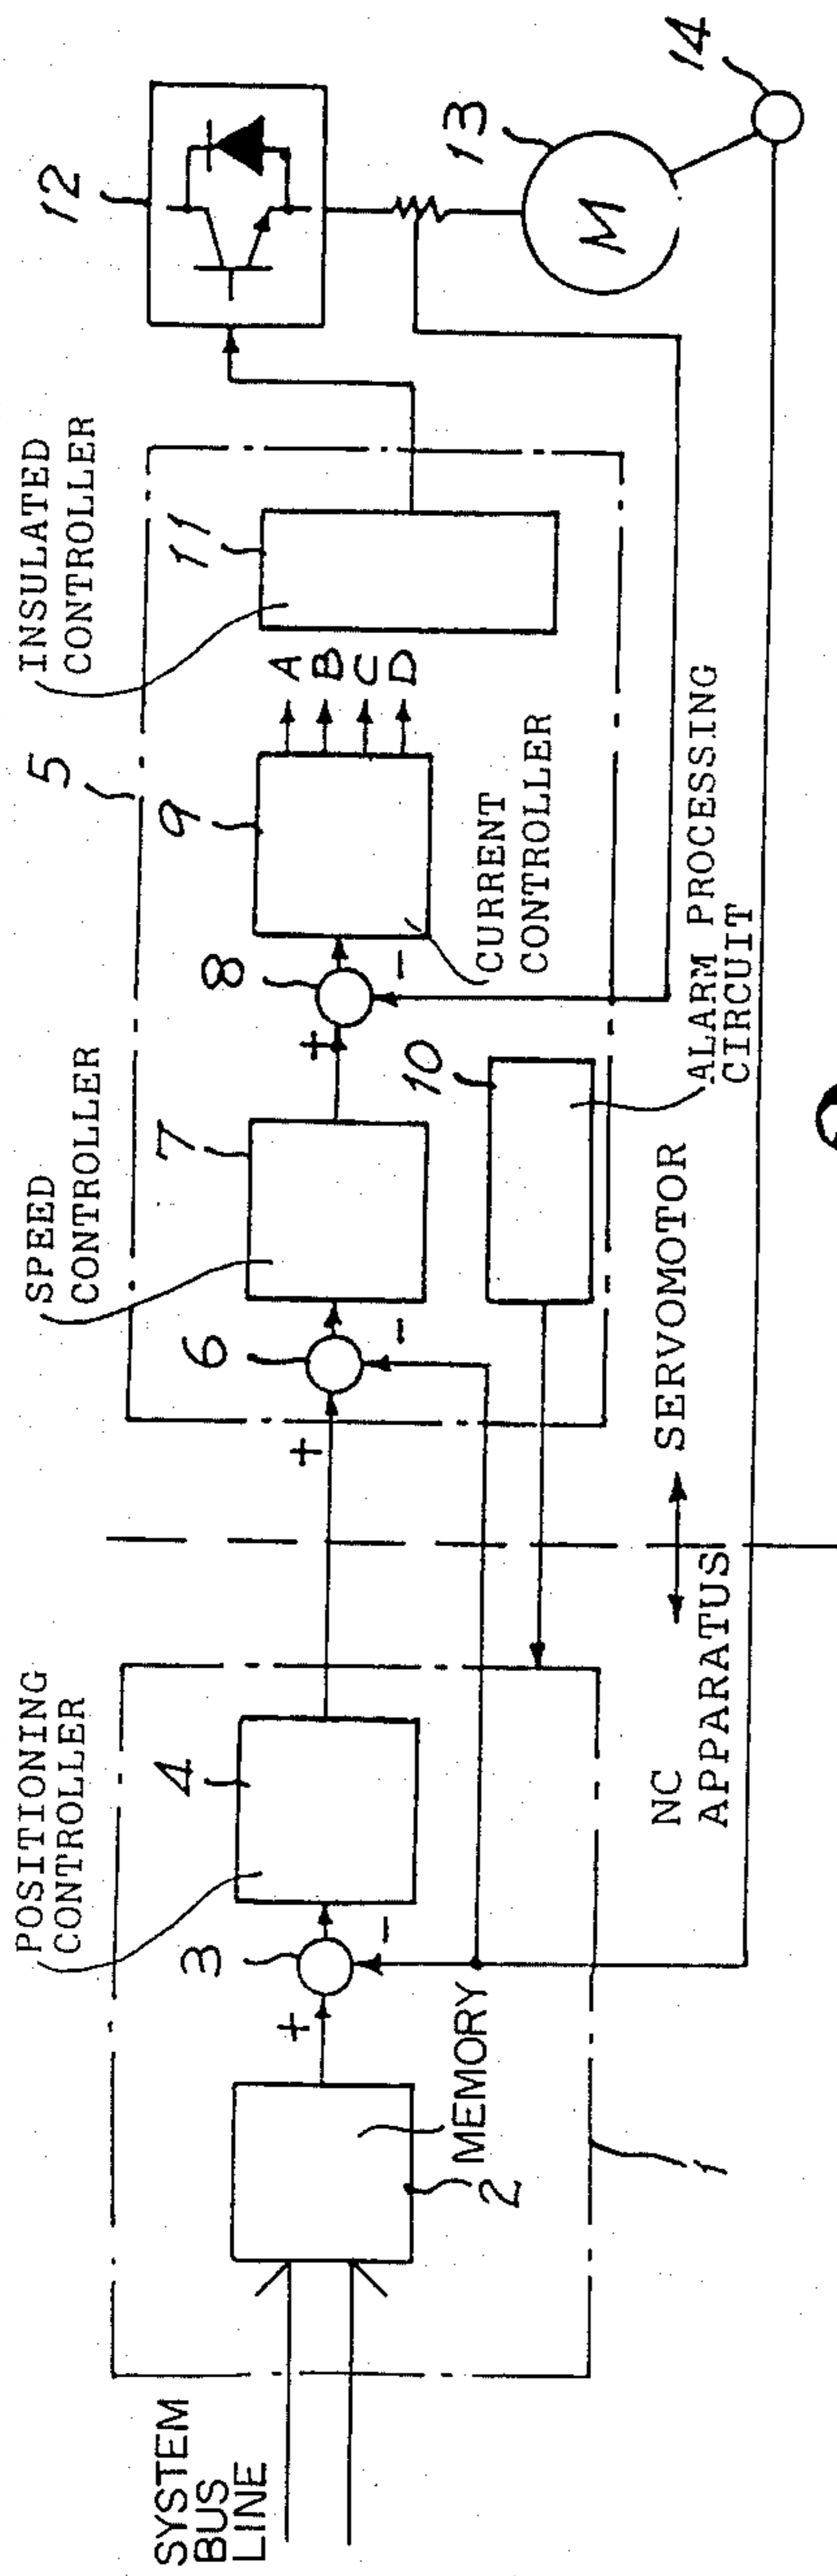 SYSTEM
BUS
LINE
MEMORY
2
1
3
+
-
POSITIONING
CONTROLLER
4
NC
APPARATUS
SERVOMOTOR
5
SPEED
CONTROLLER
+
-
6
7
+
-
8
9
CURRENT
CONTROLLER
A
B
C
D
10
ALARM PROCESSING
CIRCUIT
INSULATED
CONTROLLER
11
12
M
13
14